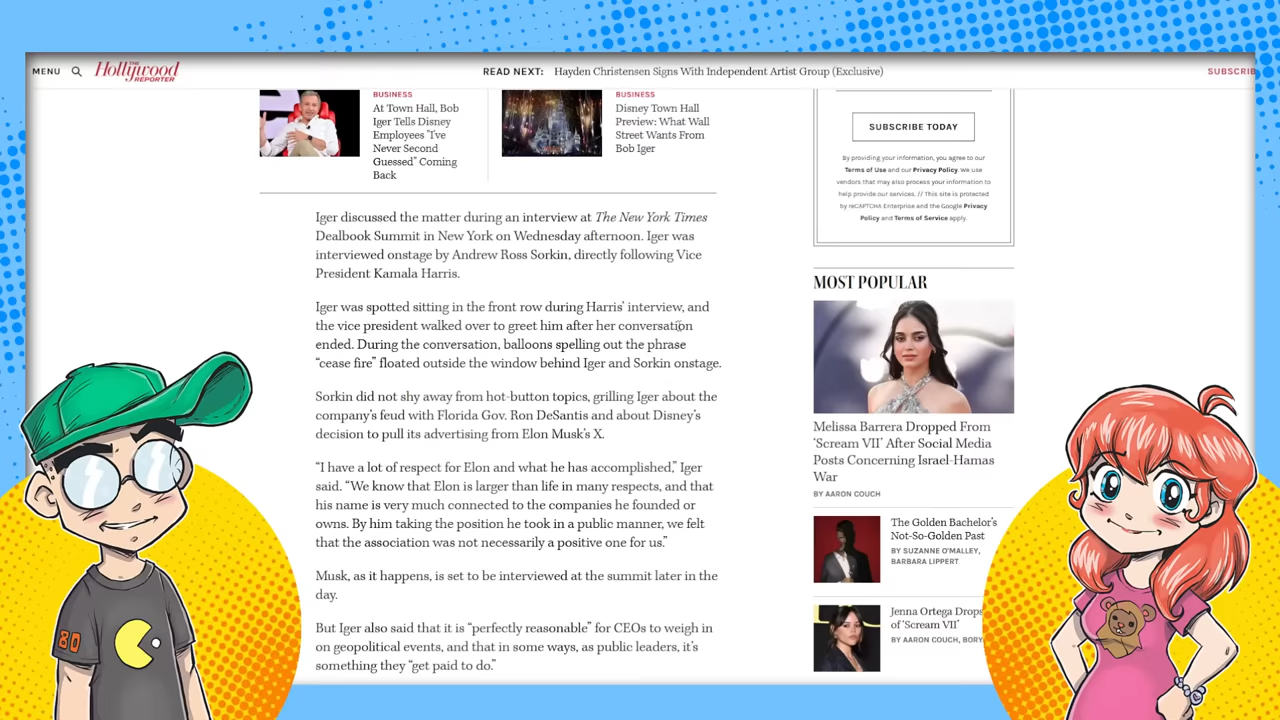 MENU
THE
Hollywood
REPORTER
READ NEXT: Hayden Christensen Signs With Independent Artist Group (Exclusive)
SUBSCRIB
BUSINESS
At Town Hall, Bob
Iger Tells Disney
Employees "I've
Never Second
Guessed" Coming
Back
BUSINESS
Disney Town Hall
Preview: What Wall
Street Wants From
Bob Iger
Iger discussed the matter during an interview at The New York Times
Dealbook Summit in New York on Wednesday afternoon. Iger was
interviewed onstage by Andrew Ross Sorkin, directly following Vice
President Kamala Harris.
Iger was spotted sitting in the front row during Harris' interview, and
the vice president walked over to greet him after her conversation
ended. During the conversation, balloons spelling out the phrase
“cease fire” floated outside the window behind Iger and Sorkin onstage.
Sorkin did not shy away from hot-button topics, grilling Iger about the
company's feud with Florida Gov. Ron DeSantis and about Disney's
decision to pull its advertising from Elon Musk's X.
“I have a lot of respect for Elon and what he has accomplished,” Iger
said. “We know that Elon is larger than life in many respects, and that
his name is very much connected to the companies he founded or
owns. By him taking the position he took in a public manner, we felt
that the association was not necessarily a positive one for us.”
Musk, as it happens, is set to be interviewed at the summit later in the
day.
But Iger also said that it is “perfectly reasonable” for CEOs to weigh in
on geopolitical events, and that in some ways, as public leaders, it's
something they “get paid to do.”
SUBSCRIBE TODAY
By providing your information, you agree to our
Terms of Use and our Privacy Policy. We use
vendors that may also process your information to
help provide our services. // This site is protected
by reCAPTCHA Enterprise and the Google Privacy
Policy and Terms of Service apply.
MOST POPULAR
Melissa Barrera Dropped From
‘Scream VII’ After Social Media
Posts Concerning Israel-Hamas
War
BY AARON COUCH
The Golden Bachelor's
Not-So-Golden Past
BY SUZANNE O'MALLEY,
BARBARA LIPPERT
Jenna Ortega Drops
of ‘Scream VII’
BY AARON COUCH, BORY
80